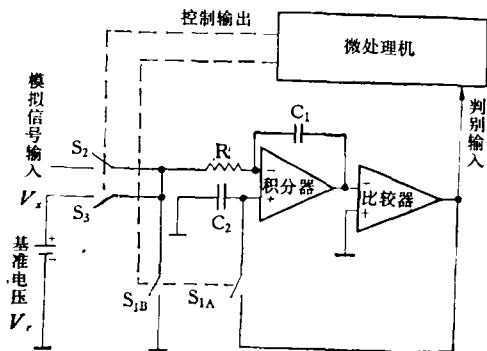 控制输出
微处理机
模拟信号
输入
S₂
Vₓ
S₃
R
C₁
C₂
积分器
比较器
判别输入
基准电压
Vᵣ
S₁B
S₁A
- 
+
-
+
+
-